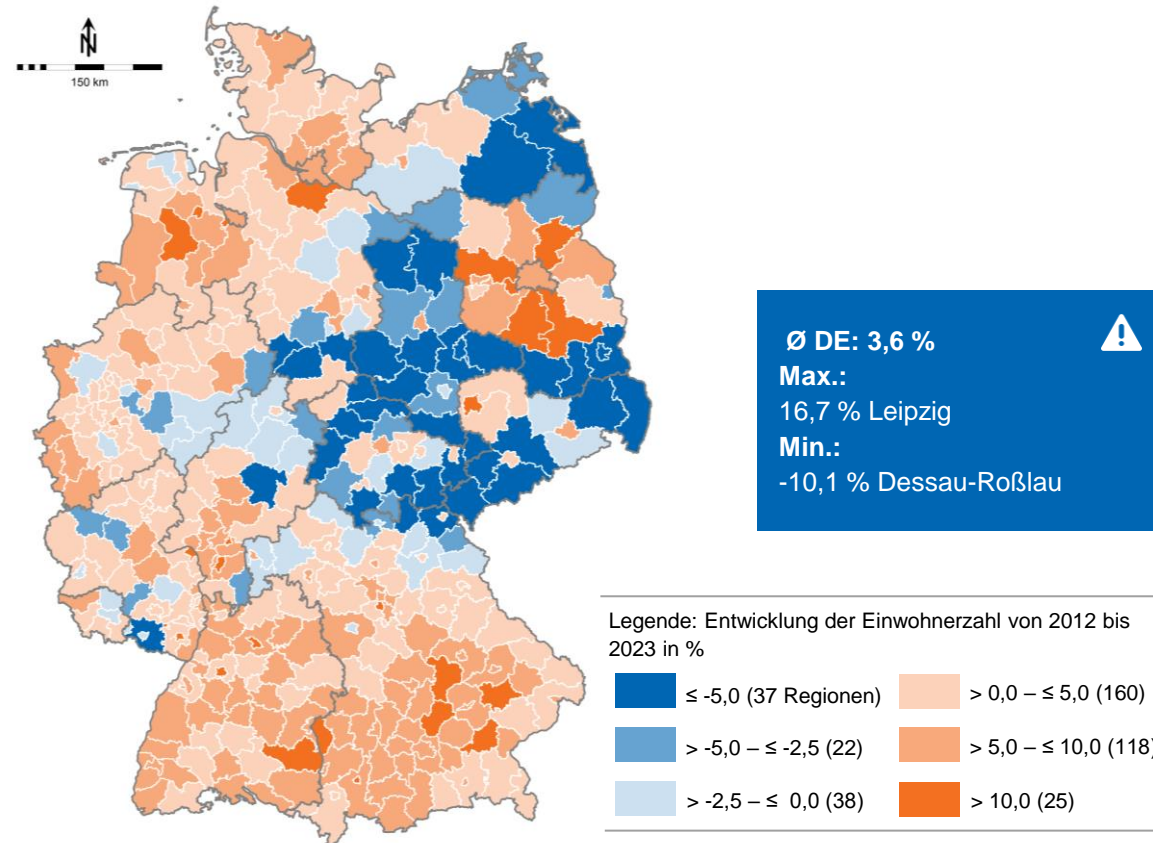 N
150 km
Ø DE: 3,6 %
Max.:
16,7 % Leipzig
Min.:
-10,1 % Dessau-Roßlau
Legende: Entwicklung der Einwohnerzahl von 2012 bis
2023 in %
≤ -5,0 (37 Regionen)
> 0,0 – ≤ 5,0 (160)
> -5,0 – ≤ -2,5 (22)
> 5,0 – ≤ 10,0 (118)
> -2,5 – ≤ 0,0 (38)
> 10,0 (25)